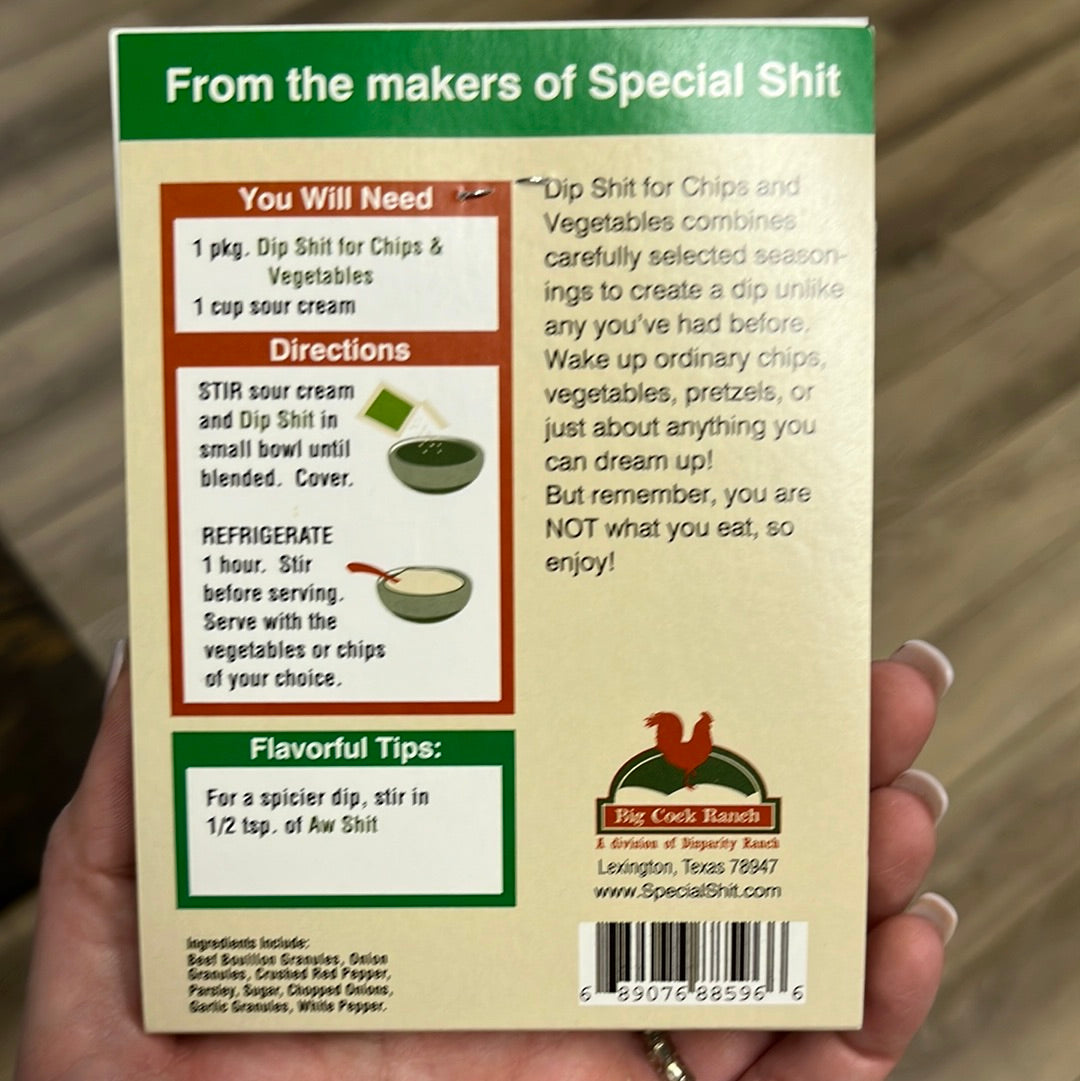 From the makers of Special Shit
You Will Need
1 pkg. Dip Shit for Chips &
Vegetables
1 cup sour cream
Directions
STIR sour cream
and Dip Shit in
small bowl until
blended. Cover.
REFRIGERATE
1 hour. Stir
before serving.
Serve with the
vegetables or chips
of your choice.
Flavorful Tips:
For a spicier dip, stir in
1/2 tsp. of Aw Shit
Ingredients Include:
Beef Bouillon Granules, Onion
Granules, Crushed Red Pepper,
Parsley, Sugar, Chopped Onions,
Garlic Granules, White Pepper.
Dip Shit for Chips and
Vegetables combines
carefully selected season-
ings to create a dip unlike
any you've had before.
Wake up ordinary chips,
vegetables, pretzels, or
just about anything you
can dream up!
But remember, you are
NOT what you eat, so
enjoy!
Big Cock Ranch
A division of Disparity Ranch
Lexington, Texas 78947
www.SpecialShit.com
6 89076 88596 6